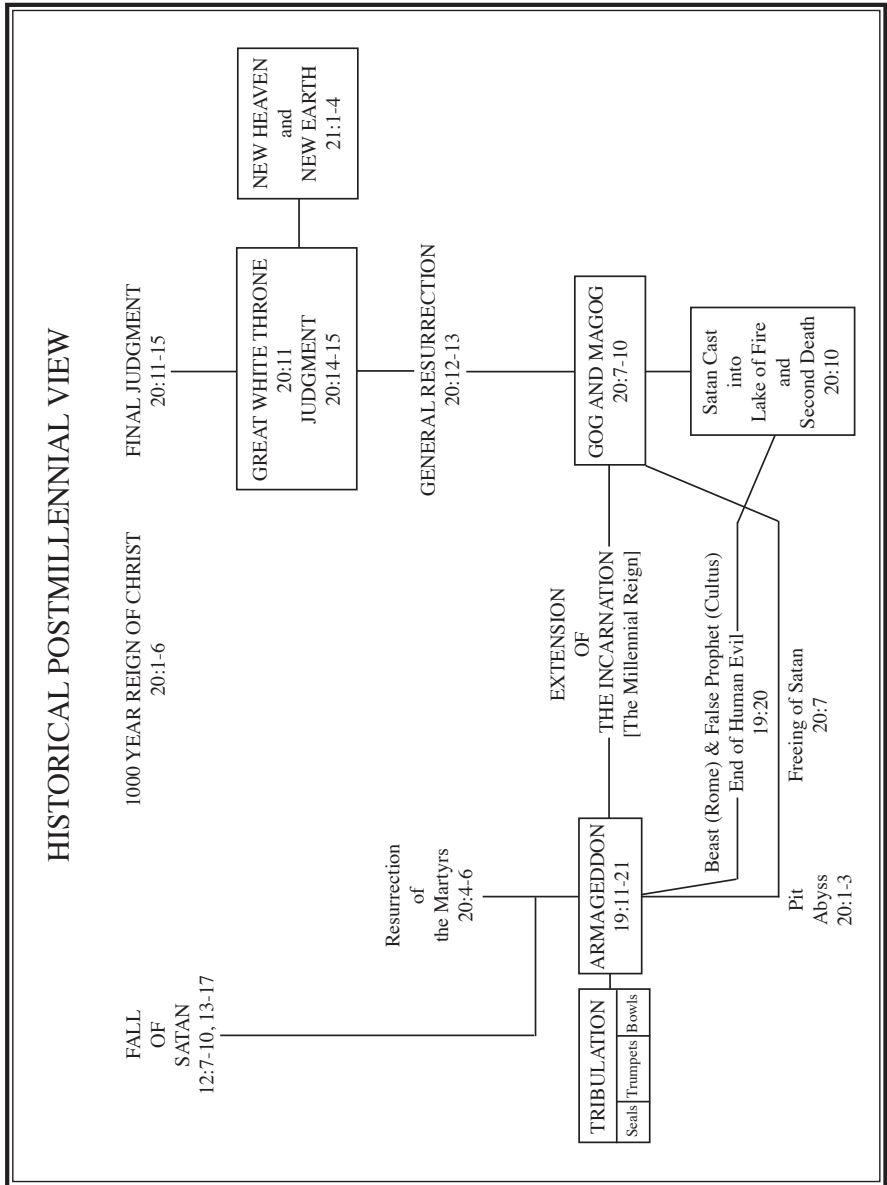 HISTORICAL POSTMILLENNIAL VIEW
FALL
OF
SATAN
12:7-10, 13-17
1000 YEAR REIGN OF CHRIST
20:1-6
FINAL JUDGMENT
20:11-15
GREAT WHITE THRONE
20:11
JUDGMENT
20:14-15
NEW HEAVEN
and
NEW EARTH
21:1-4
Resurrection
of
the Martyrs
20:4-6
GENERAL RESURRECTION
20:12-13
TRIBULATION
Seals
Trumpets
Bowls
ARMAGEDDON
19:11-21
EXTENSION
OF
THE INCARNATION
[The Millennial Reign]
GOG AND MAGOG
20:7-10
Beast (Rome) & False Prophet (Cultus)
End of Human Evil
19:20
Satan Cast
into
Lake of Fire
and
Second Death
20:10
Pit
Abyss
20:1-3
Freeing of Satan
20:7